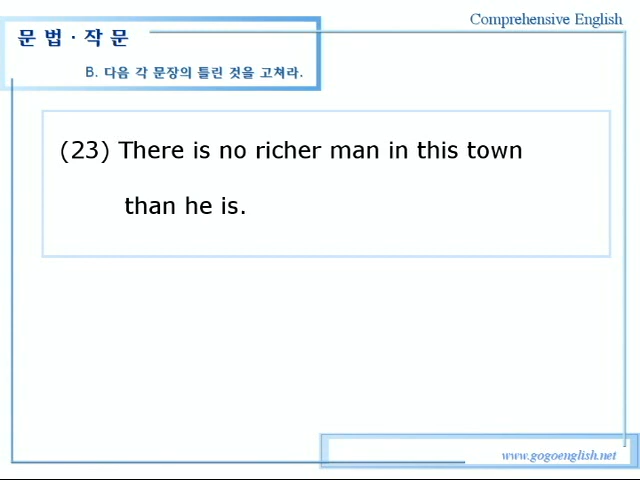 Comprehensive English
문 법 · 작 문
B. 다음 각 문장의 틀린 것을 고쳐라.
(23) There is no richer man in this town
than he is.
www.gogoenglish.net